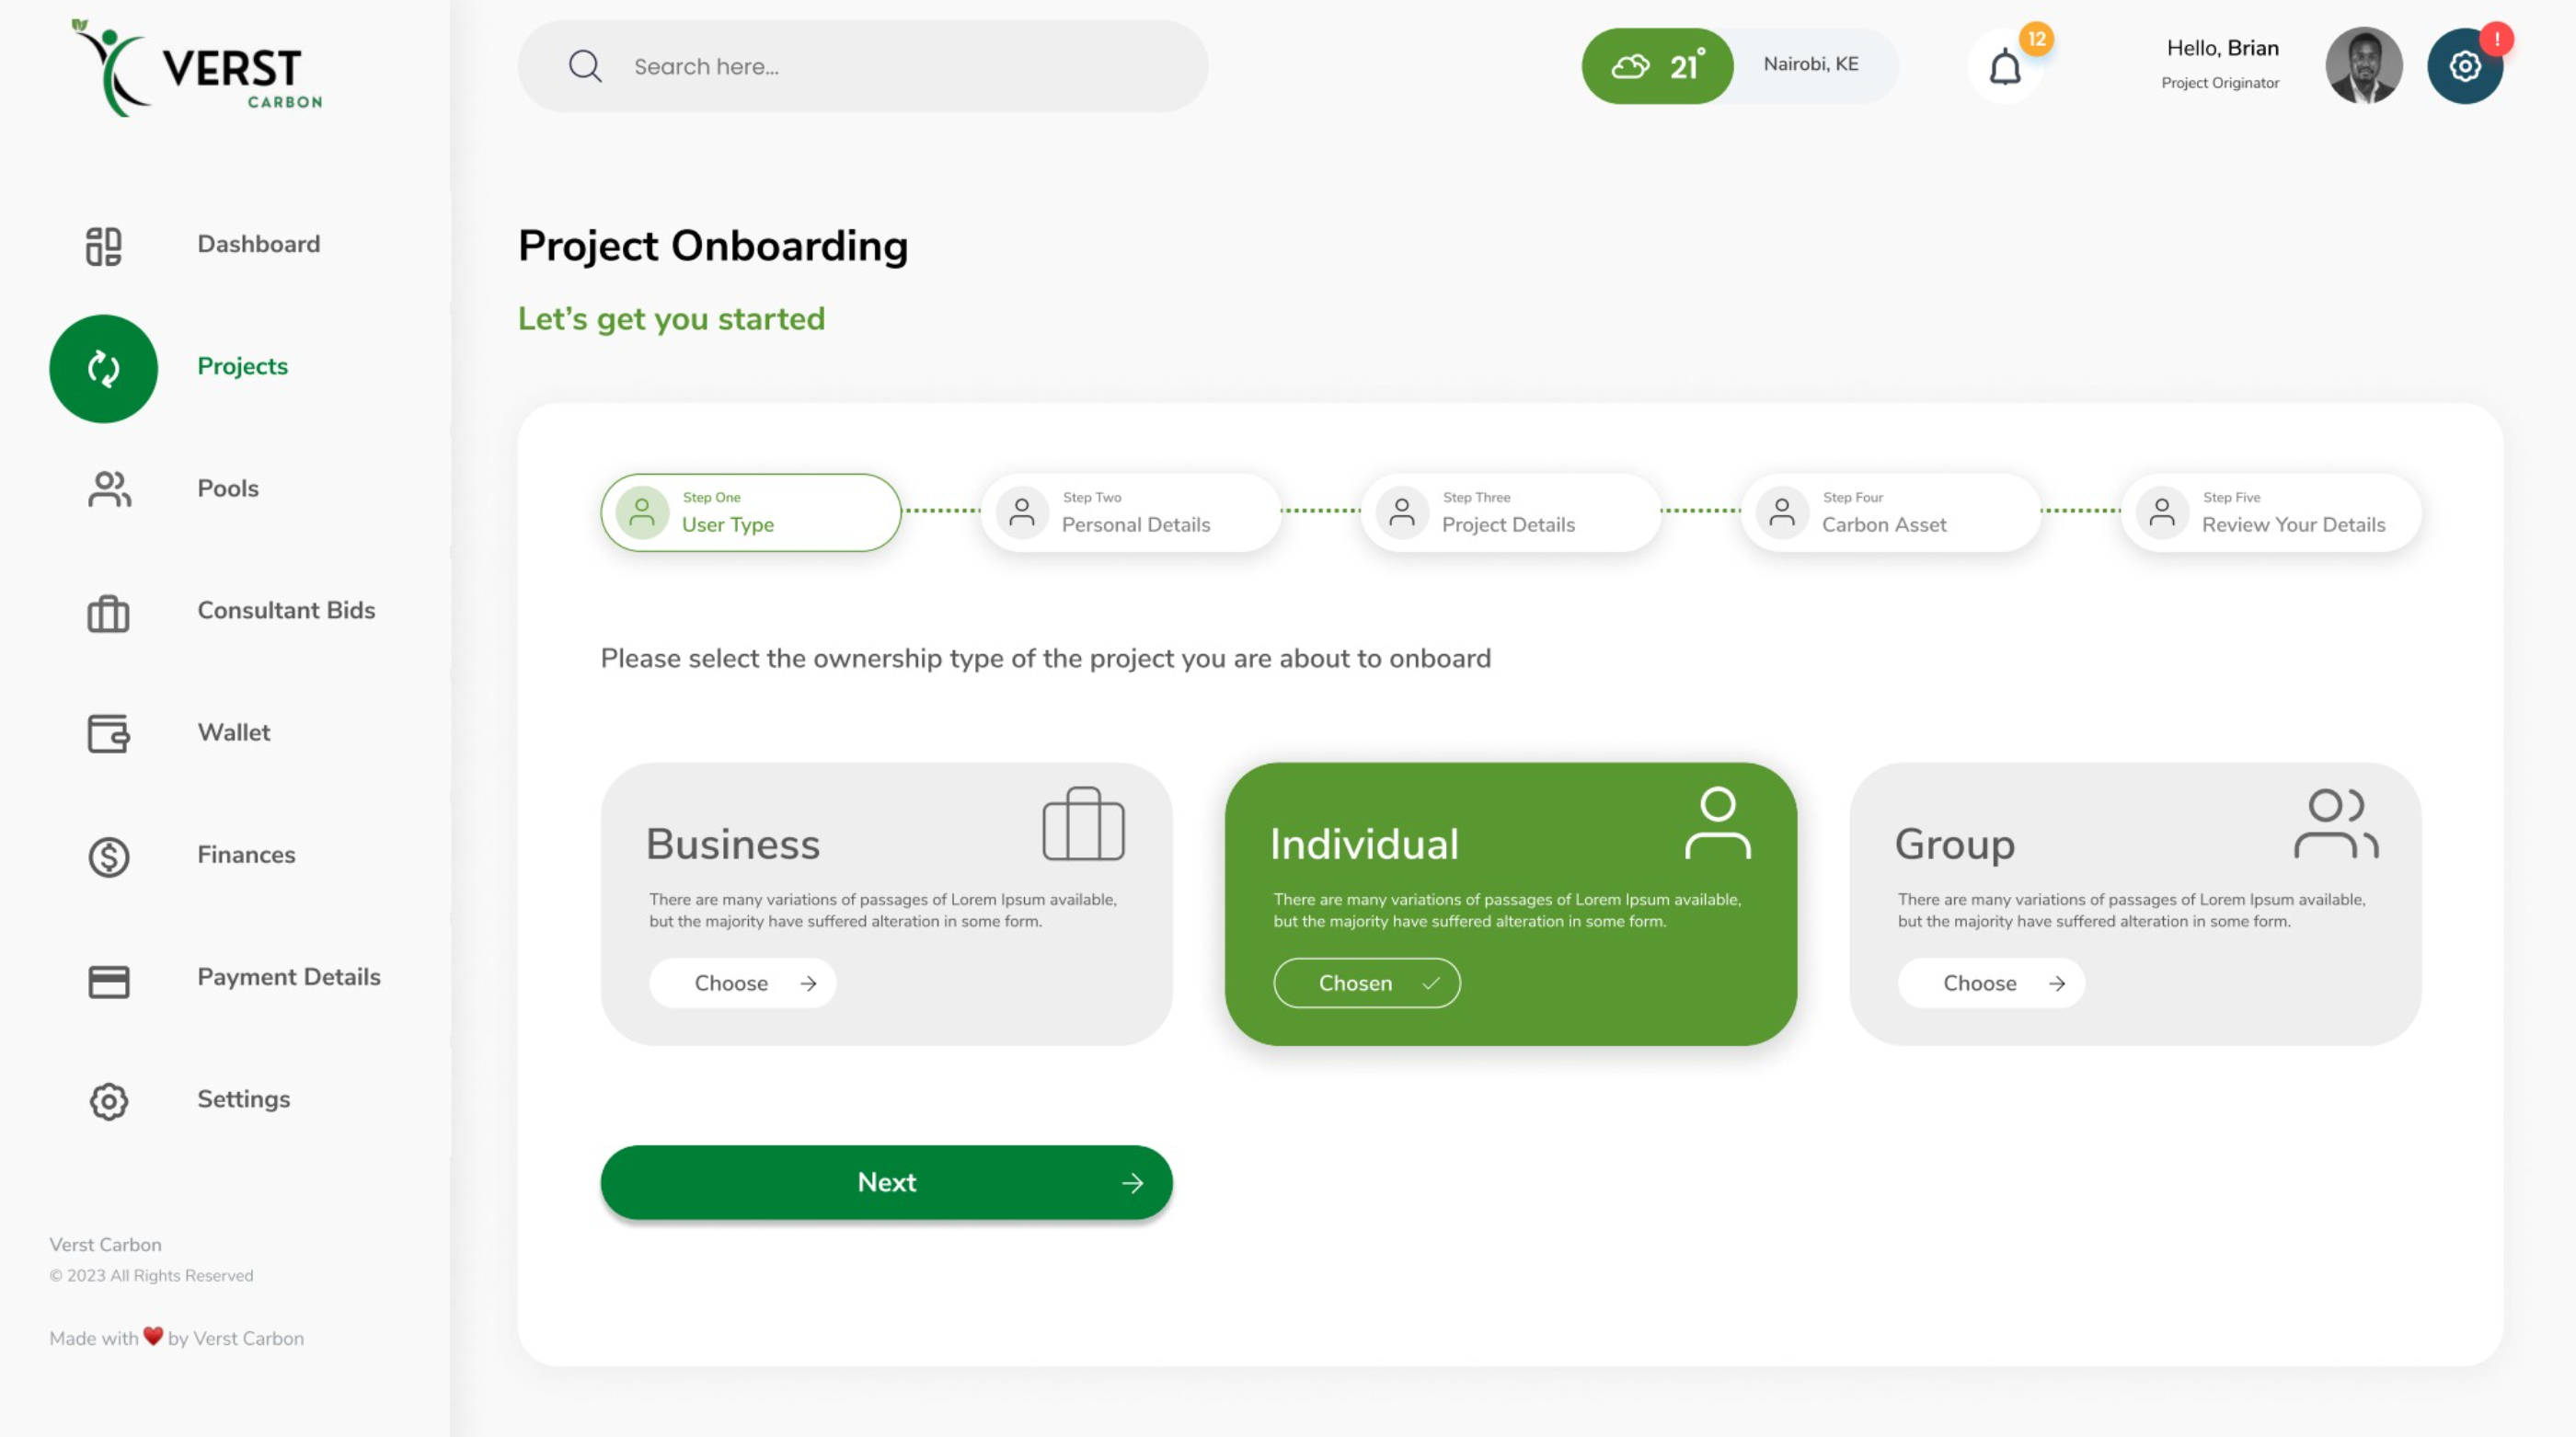 VERST
CARBON
Search here...
21°
Nairobi, KE
12
Hello, Brian
Project Originator
!
Dashboard
Projects
Pools
Consultant Bids
Wallet
Finances
Payment Details
Settings
Verst Carbon
© 2023 All Rights Reserved
Made with ❤ by Verst Carbon
Project Onboarding
Let's get you started
Step One
User Type
Step Two
Personal Details
Step Three
Project Details
Step Four
Carbon Asset
Step Five
Review Your Details
Please select the ownership type of the project you are about to onboard
Business
There are many variations of passages of Lorem Ipsum available,
but the majority have suffered alteration in some form.
Choose →
Individual
There are many variations of passages of Lorem Ipsum available,
but the majority have suffered alteration in some form.
Chosen ✓
Group
There are many variations of passages of Lorem Ipsum available,
but the majority have suffered alteration in some form.
Choose →
Next →